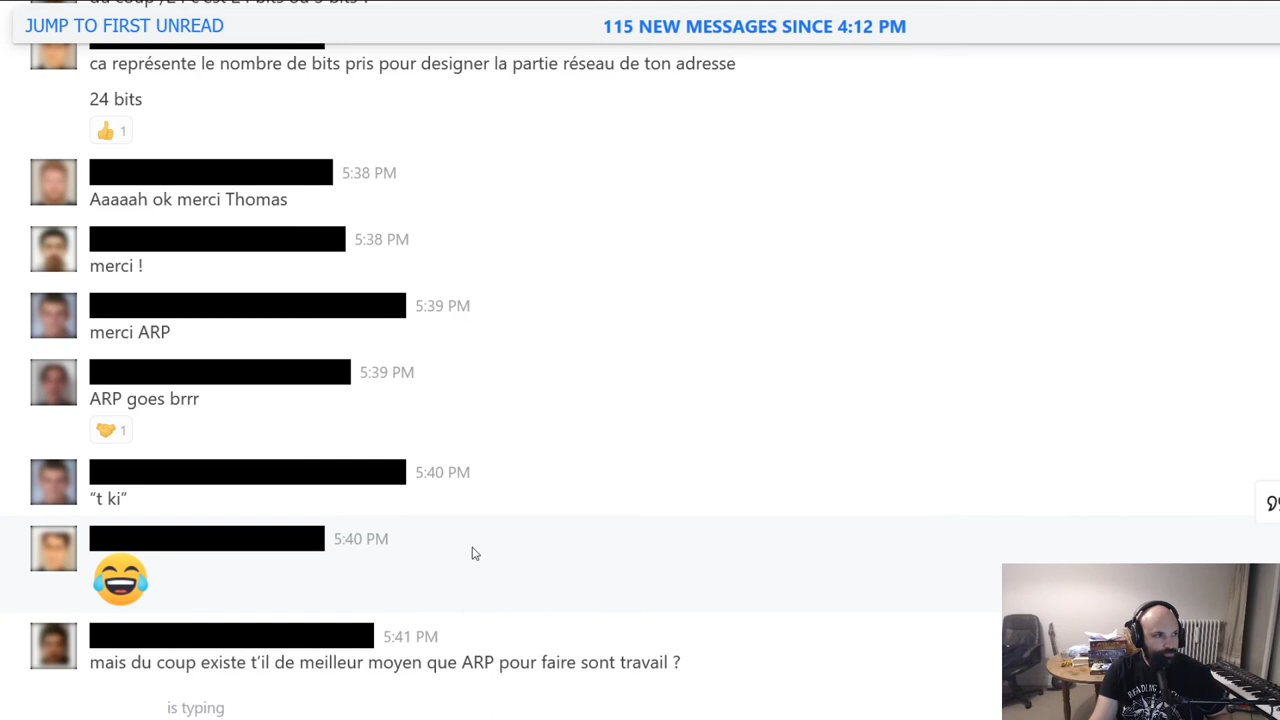 JUMP TO FIRST UNREAD
115 NEW MESSAGES SINCE 4:12 PM
ca représente le nombre de bits pris pour designer la partie réseau de ton adresse
24 bits
1
5:38 PM
Aaaaah ok merci Thomas
5:38 PM
merci !
5:39 PM
merci ARP
5:39 PM
ARP goes brrr
1
5:40 PM
“t ki”
5:40 PM
5:41 PM
mais du coup existe t’il de meilleur moyen que ARP pour faire sont travail ?
is typing